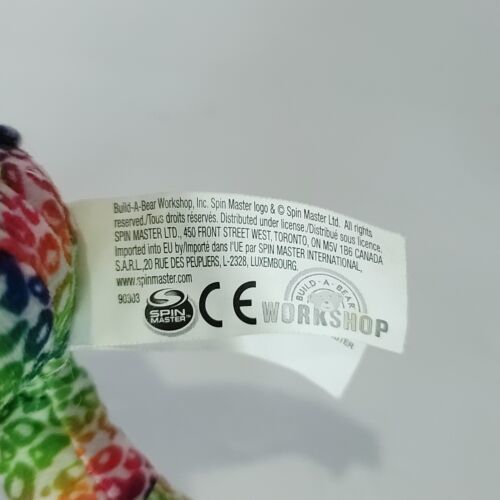 Build-A-Bear Workshop, Inc. Spin Master logo & © Spin Master Ltd. All rights
reserved./Tous droits réservés. Distributed under license./Distribué sous licence.
SPIN MASTER LTD., 450 FRONT STREET WEST, TORONTO, ON M5V 1B6 CANADA
Imported into EU by/Importé dans l'UE par SPIN MASTER INTERNATIONAL,
S.A.R.L., 20 RUE DES PEUPLIERS, L-2328, LUXEMBOURG.
www.spinmaster.com
90303
SPIN
MASTER™
CE
BUILD-A-BEAR
WORKSHOP